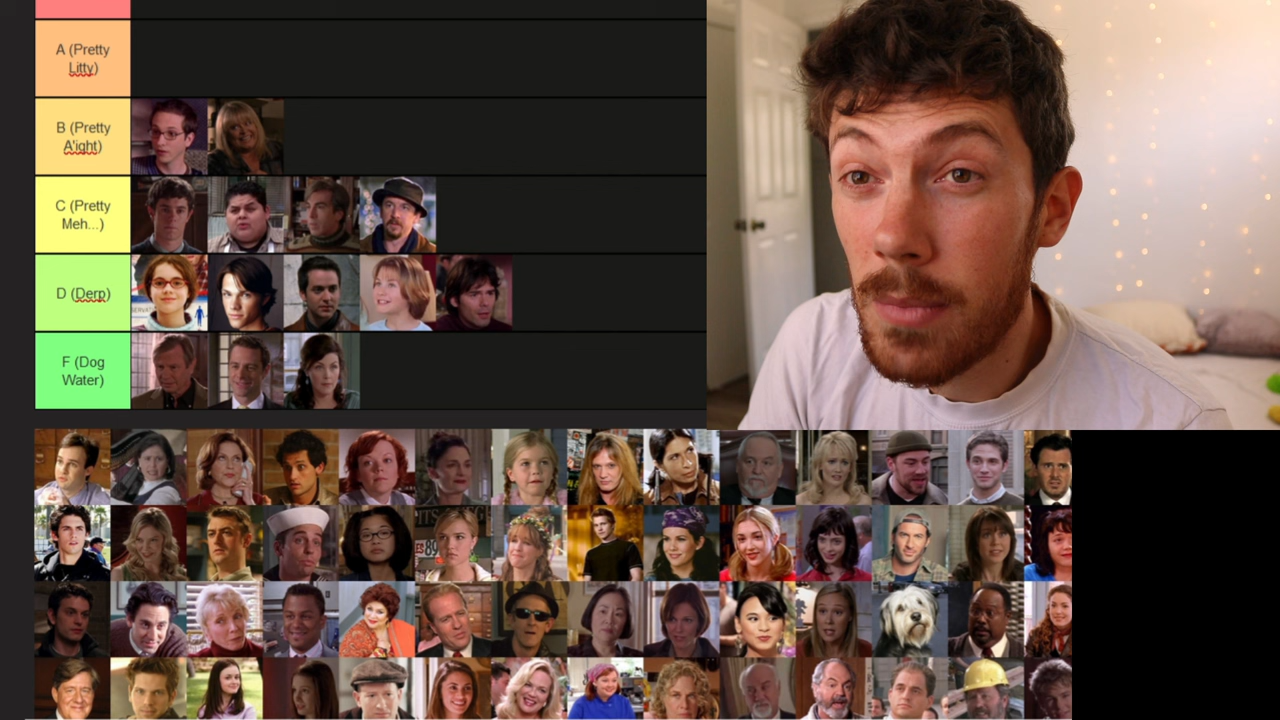 A (Pretty
Litty)
B (Pretty
A'ight)
C (Pretty
Meh...)
D (Derp)
F (Dog
Water)